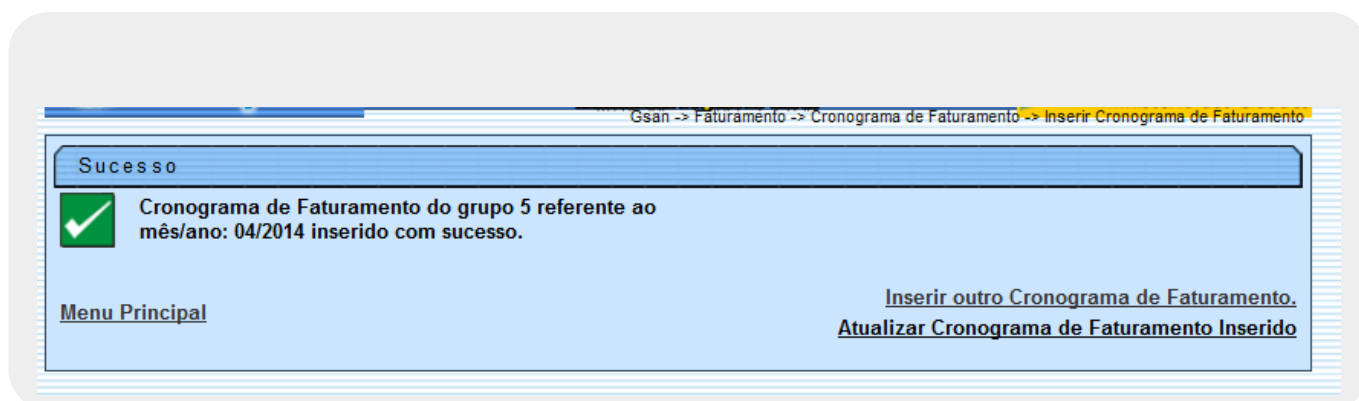 Gsan -> Faturamento -> Cronograma de Faturamento -> Inserir Cronograma de Faturamento
Sucesso
Cronograma de Faturamento do grupo 5 referente ao
mês/ano: 04/2014 inserido com sucesso.
Inserir outro Cronograma de Faturamento.
Menu Principal
Atualizar Cronograma de Faturamento Inserido